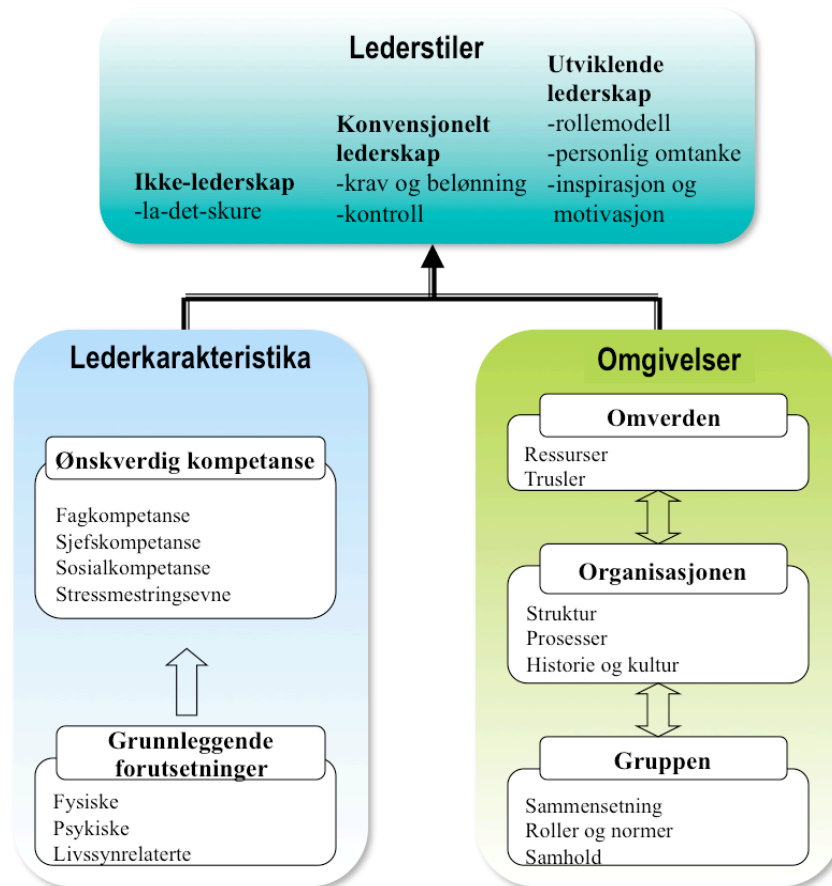 Lederstiler
Ikke-lederskap
-la-det-skure
Konvensjonelt
lederskap
-krav og belønning
-kontroll
Utviklende
lederskap
-rollemodell
-personlig omtanke
-inspirasjon og
motivasjon
Lederkarakteristika
Ønskverdig kompetanse
Fagkompetanse
Sjefskompetanse
Sosialkompetanse
Stressmestringsevne
Grunnleggende
forutsetninger
Fysiske
Psykiske
Livssynrelaterte
Omgivelser
Omverden
Ressurser
Trusler
Organisasjonen
Struktur
Prosesser
Historie og kultur
Gruppen
Sammensetning
Roller og normer
Samhold